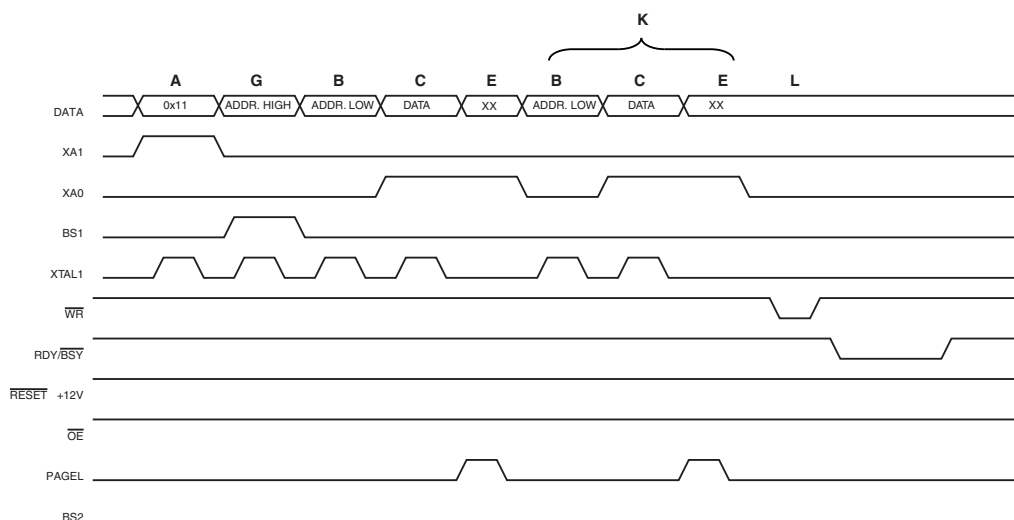 K
A G B C E B C E L
DATA 0x11 ADDR. HIGH ADDR. LOW DATA XX ADDR. LOW DATA XX
XA1
XA0
BS1
XTAL1
WR
RDY/BSY
RESET +12V
OE
PAGEL
BS2